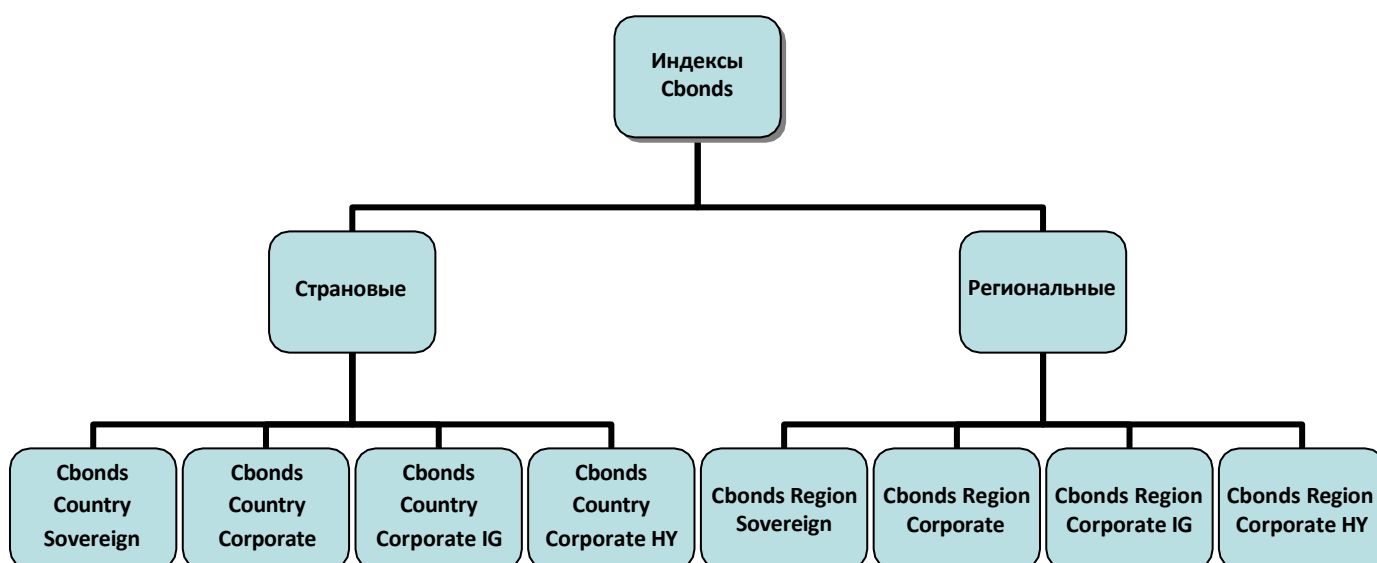 Индексы
Cbonds
Страновые
Региональные
Cbonds
Country
Sovereign
Cbonds
Country
Corporate
Cbonds
Country
Corporate IG
Cbonds
Country
Corporate HY
Cbonds Region
Sovereign
Cbonds Region
Corporate
Cbonds Region
Corporate IG
Cbonds Region
Corporate HY